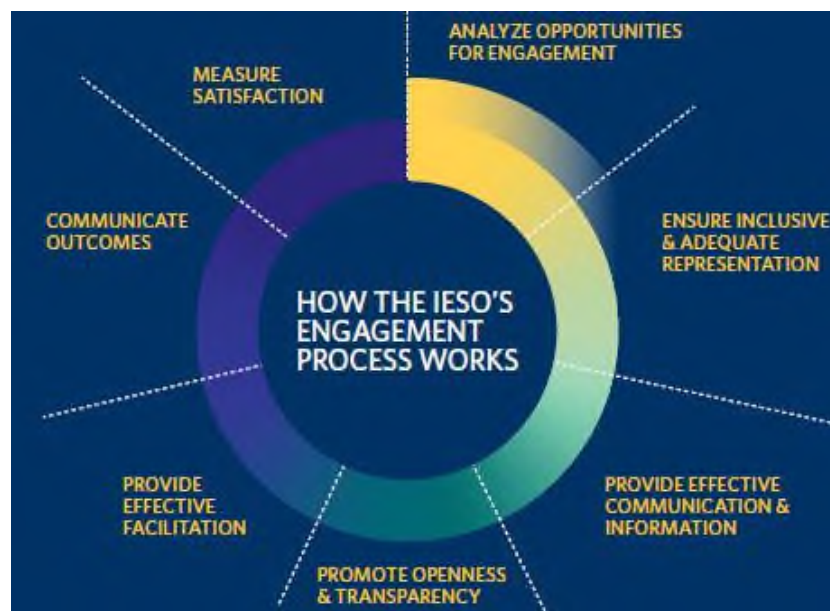 ANALYZE OPPORTUNITIES
FOR ENGAGEMENT
ENSURE INCLUSIVE
& ADEQUATE
REPRESENTATION
PROVIDE EFFECTIVE
COMMUNICATION &
INFORMATION
PROMOTE OPENNESS
& TRANSPARENCY
PROVIDE
EFFECTIVE
FACILITATION
COMMUNICATE
OUTCOMES
MEASURE
SATISFACTION
HOW THE IESO'S
ENGAGEMENT
PROCESS WORKS